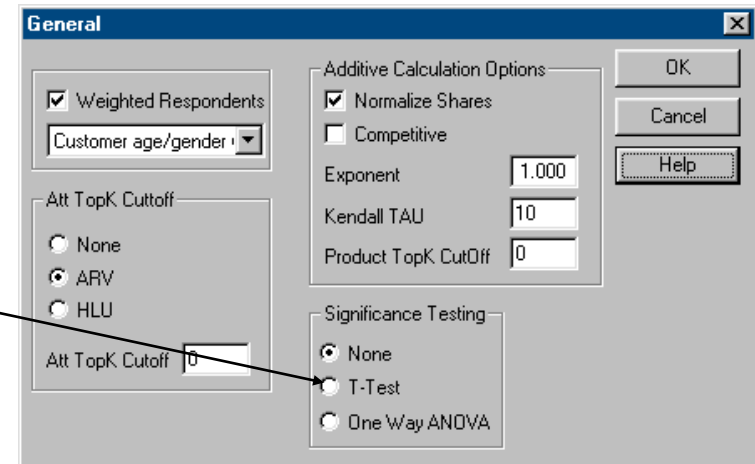 General
Weighted Respondents
Customer age/gender
Att TopK Cuttoff
None
ARV
HLU
Att TopK Cutoff 0
Additive Calculation Options
Normalize Shares
Competitive
Exponent 1.000
Kendall TAU 10
Product TopK CutOff 0
Significance Testing
None
T-Test
One Way ANOVA
OK
Cancel
Help